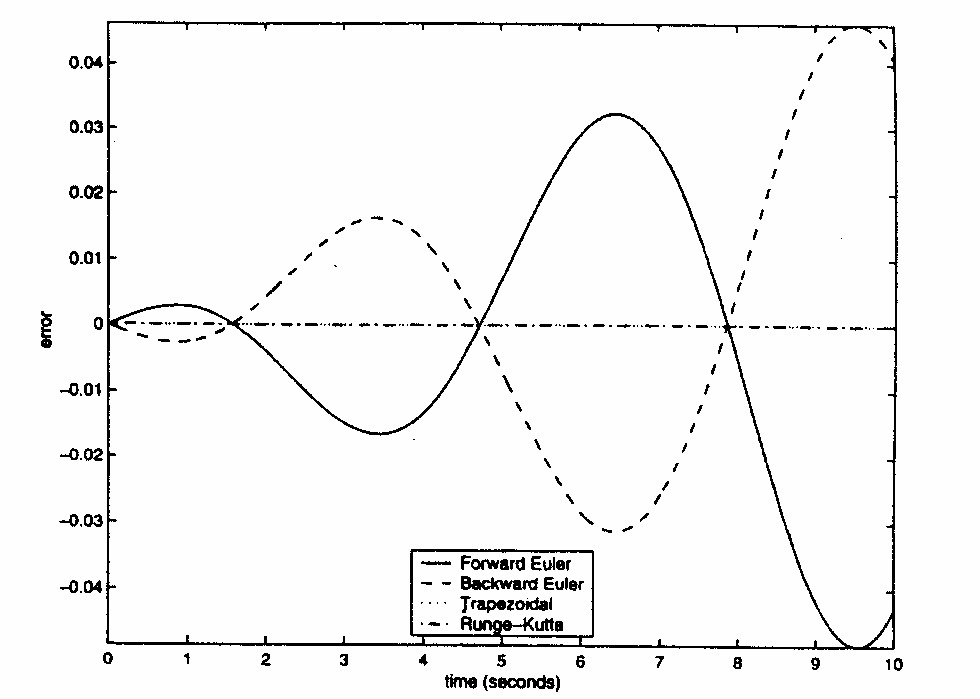 0.04
0.03
0.02
0.01
0
−0.01
−0.02
−0.03
−0.04
error
Forward Euler
Backward Euler
Trapezoidal
Runge−Kutta
0 1 2 3 4 5 6 7 8 9 10
time (seconds)